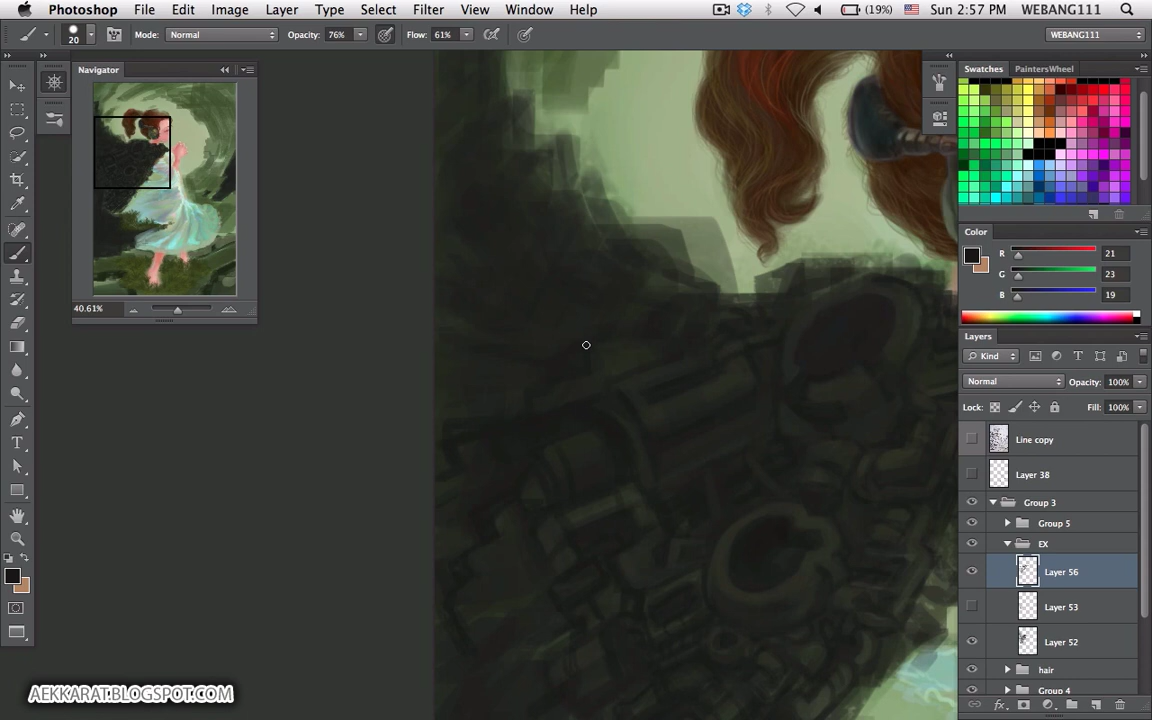 Photoshop File Edit Image Layer Type Select Filter View Window Help (19%) Sun 2:57 PM WEBANG111
20 Mode: Normal Opacity: 76% Flow: 61% WEBANG111
Navigator
40.61%
Swatches PaintersWheel
Color
R 21
G 23
B 19
Layers
Kind
Normal Opacity: 100%
Lock: Fill: 100%
Line copy
Layer 38
Group 3
Group 5
EX
Layer 56
Layer 53
Layer 52
hair
Group 4
fx
AEKKARAT.BLOGSPOT.COM